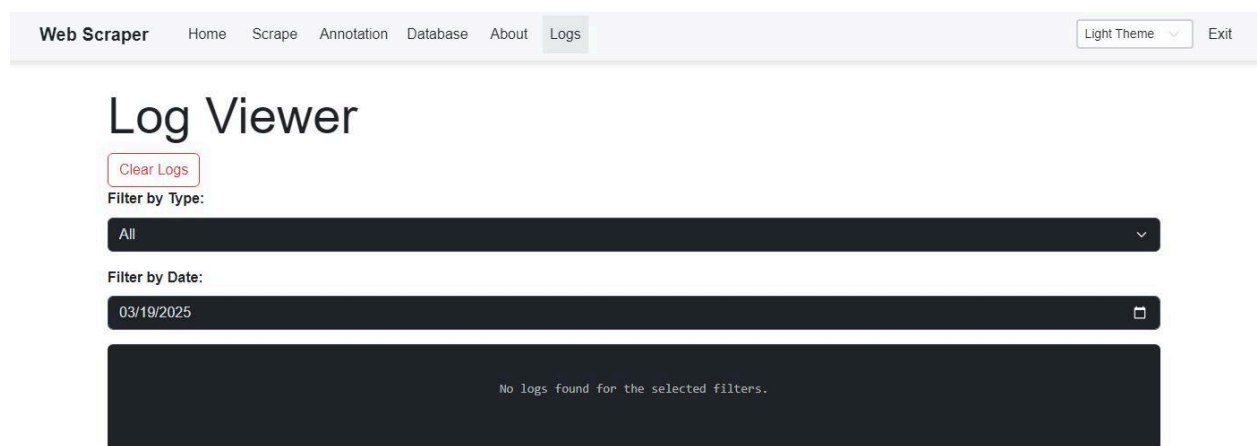 Web Scraper Home Scrape Annotation Database About Logs Light Theme Exit
Log Viewer
Clear Logs
Filter by Type:
All
Filter by Date:
03/19/2025
No logs found for the selected filters.